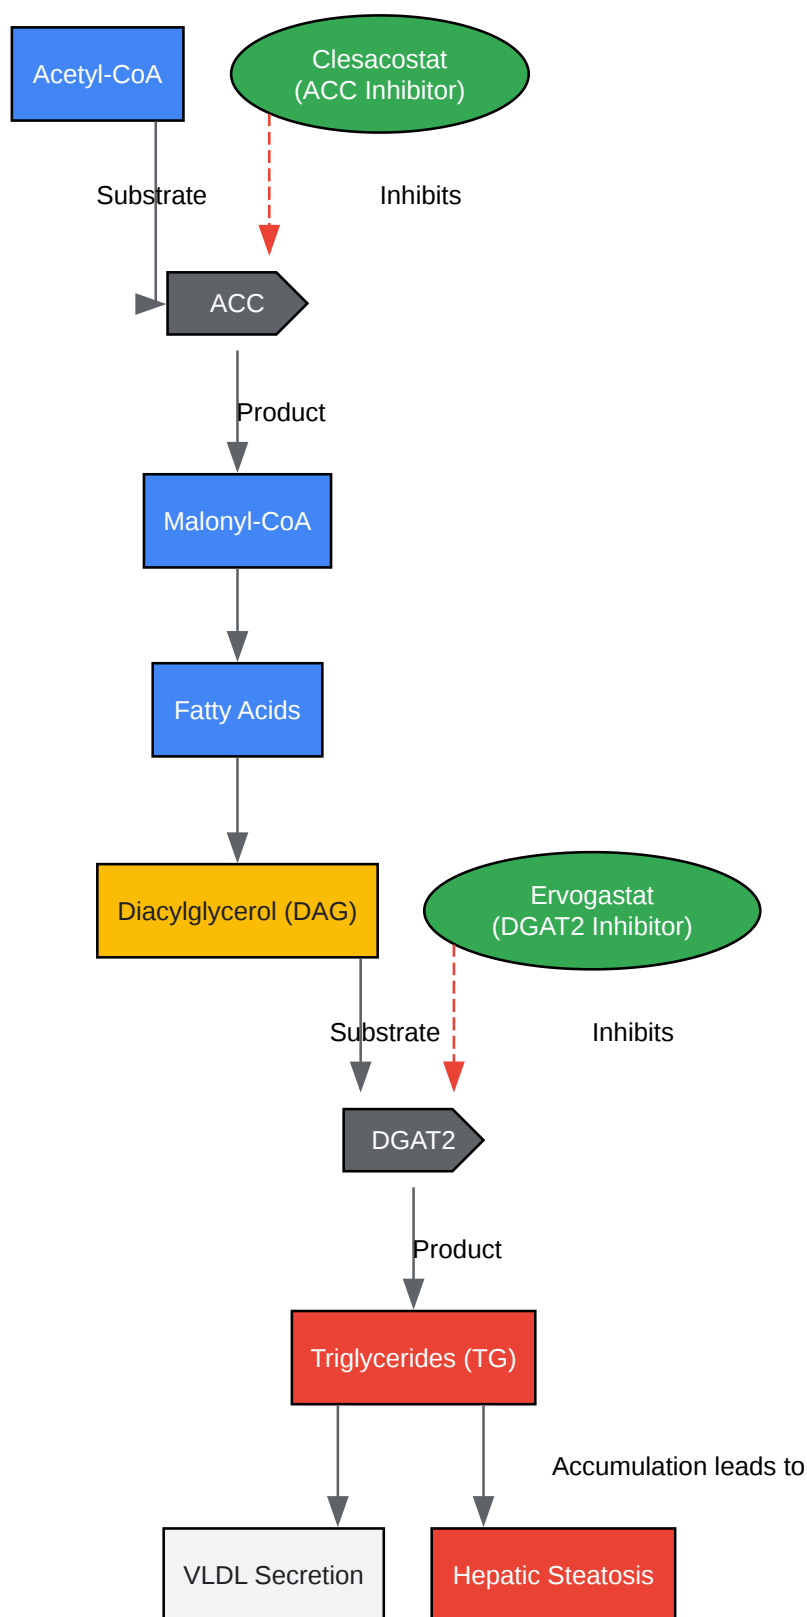 Acetyl-CoA
Clesacostat
(ACC Inhibitor)
Substrate
Inhibits
ACC
Product
Malonyl-CoA
Fatty Acids
Diacylglycerol (DAG)
Ervogastat
(DGAT2 Inhibitor)
Substrate
Inhibits
DGAT2
Product
Triglycerides (TG)
Accumulation leads to
VLDL Secretion
Hepatic Steatosis